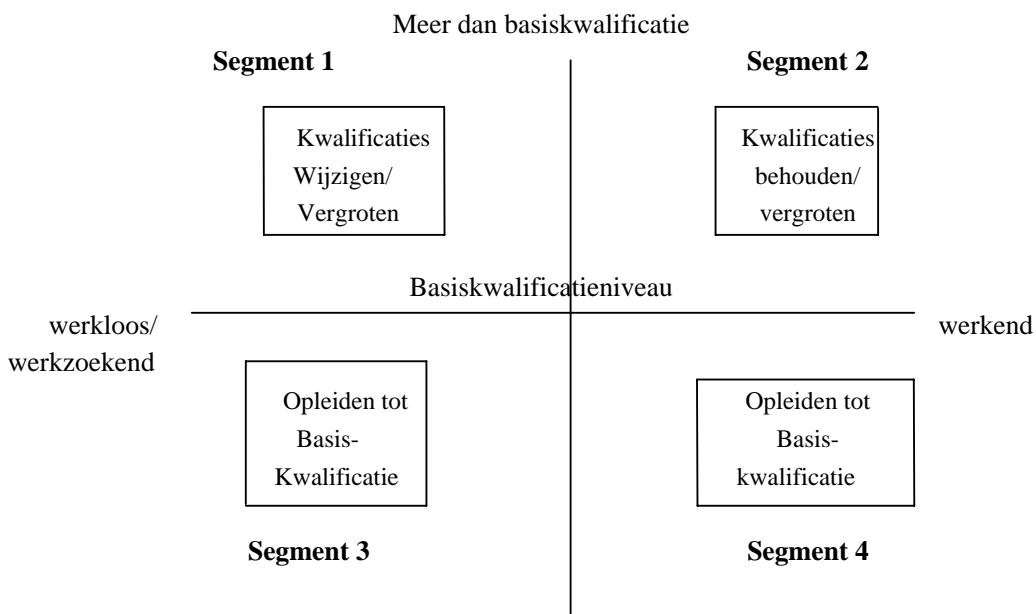 Meer dan basiskwalificatie
Segment 1
Segment 2
Kwalificaties
Wijzigen/
Vergroten
Kwalificaties
behouden/
vergroten
Basiskwalificatieniveau
werkloos/
werkzoekend
werkend
Opleiden tot
Basis-
Kwalificatie
Opleiden tot
Basis-
kwalificatie
Segment 3
Segment 4